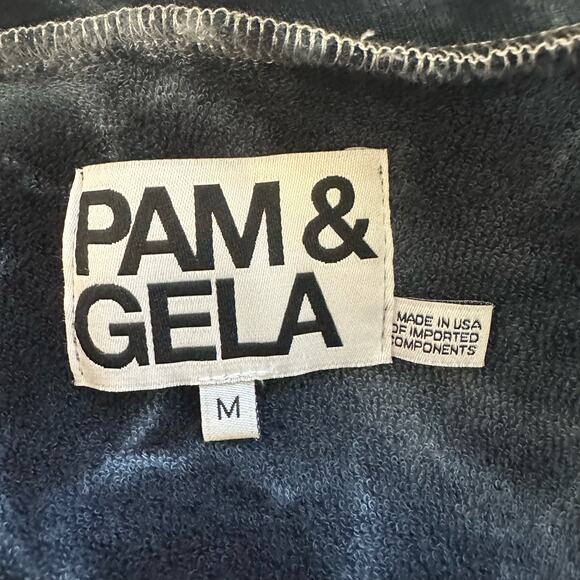 PAM &
GELA
MADE IN USA
OF IMPORTED
COMPONENTS
M